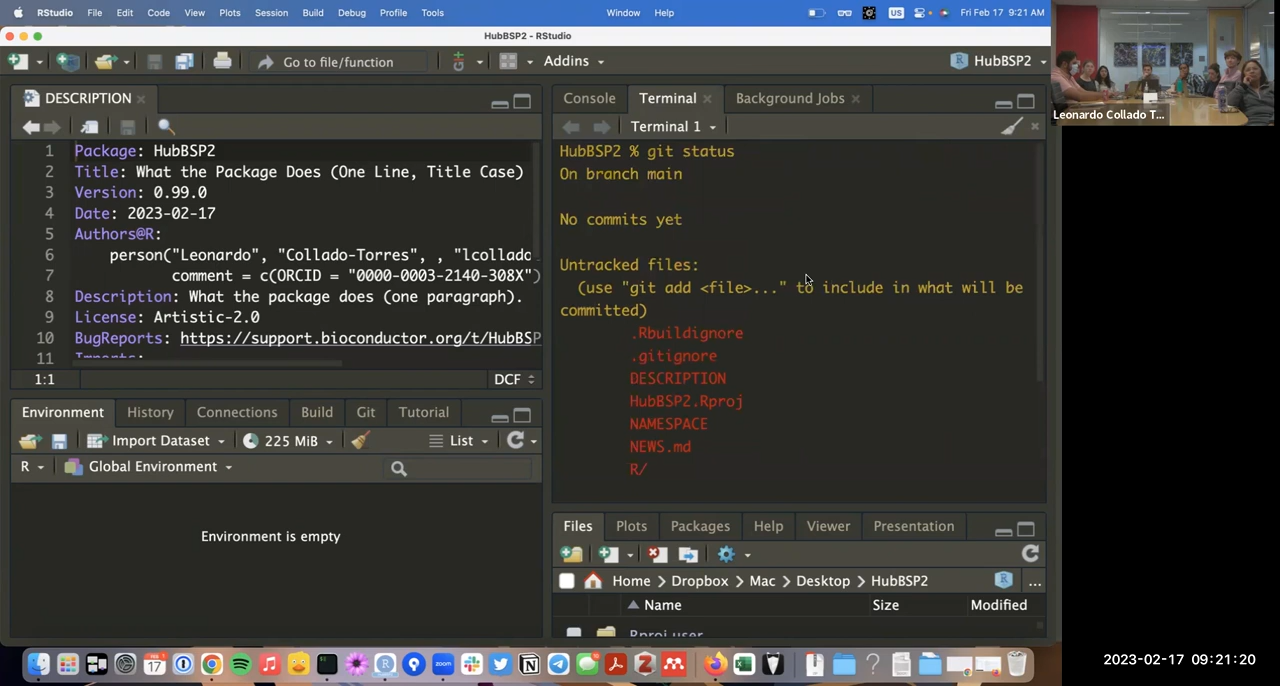 RStudio File Edit Code View Plots Session Build Debug Profile Tools Window Help US Fri Feb 17 9:21 AM
HubBSP2 - RStudio
Go to file/function Addins HubBSP2
DESCRIPTION
1 Package: HubBSP2
2 Title: What the Package Does (One Line, Title Case)
3 Version: 0.99.0
4 Date: 2023-02-17
5 Authors@R:
6 person("Leonardo", "Collado-Torres", , "lcollado
7 comment = c(ORCID = "0000-0003-2140-308X")
8 Description: What the package does (one paragraph).
9 License: Artistic-2.0
10 BugReports: https://support.bioconductor.org/t/HubBSP
11 Imports:
1:1 DCF
Console Terminal Background Jobs
Terminal 1
HubBSP2 % git status
On branch main
No commits yet
Untracked files:
(use "git add <file>..." to include in what will be
committed)
.Rbuildignore
.gitignore
DESCRIPTION
HubBSP2.Rproj
NAMESPACE
NEWS.md
R/
Environment History Connections Build Git Tutorial
Import Dataset 225 MiB List
R Global Environment
Environment is empty
Files Plots Packages Help Viewer Presentation
Home Dropbox Mac Desktop HubBSP2 ...
Name Size Modified
.Rproj.user
Leonardo Collado T...
17
zoom
2023-02-17 09:21:20